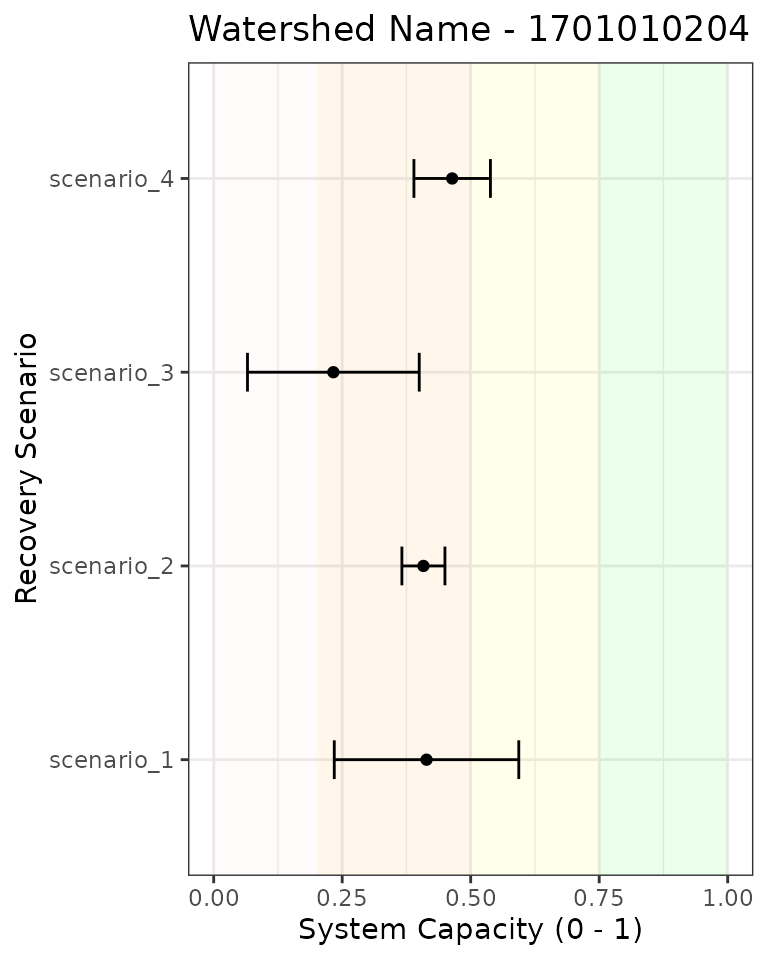 Watershed Name - 1701010204
scenario_4
scenario_3
scenario_2
scenario_1
Recovery Scenario
0.00 0.25 0.50 0.75 1.00
System Capacity (0 - 1)